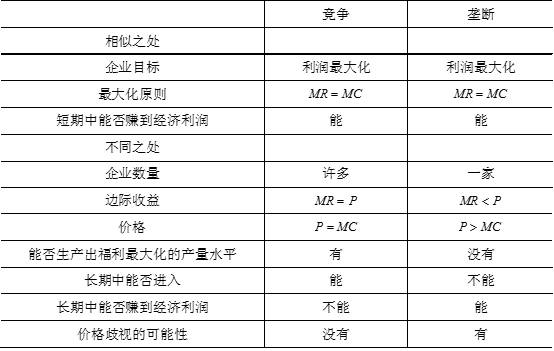 竞争 垄断
相似之处
企业目标 利润最大化 利润最大化
最大化原则 MR = MC MR = MC
短期中能否赚到经济利润 能 能
不同之处
企业数量 许多 一家
边际收益 MR = P MR < P
价格 P = MC P > MC
能否生产出福利最大化的产量水平 有 没有
长期中能否进入 能 不能
长期中能否赚到经济利润 不能 能
价格歧视的可能性 没有 有